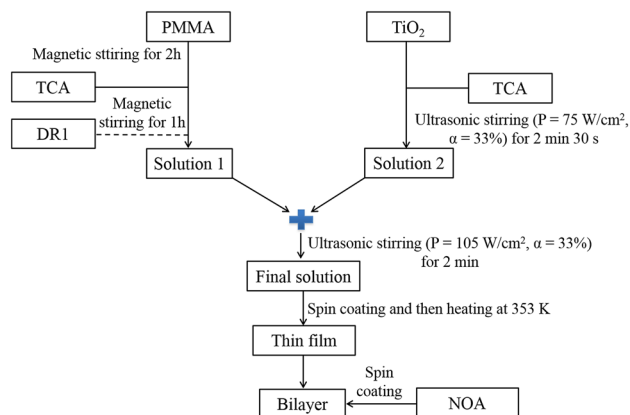 PMMA
TiO₂
Magnetic sttiring for 2h
TCA
TCA
Magnetic
stirring for 1h
DR1
Ultrasonic stirring (P = 75 W/cm²,
α = 33%) for 2 min 30 s
Solution 1
Solution 2
Ultrasonic stirring (P = 105 W/cm², α = 33%)
for 2 min
Final solution
Spin coating and then heating at 353 K
Thin film
Spin
coating
Bilayer
NOA